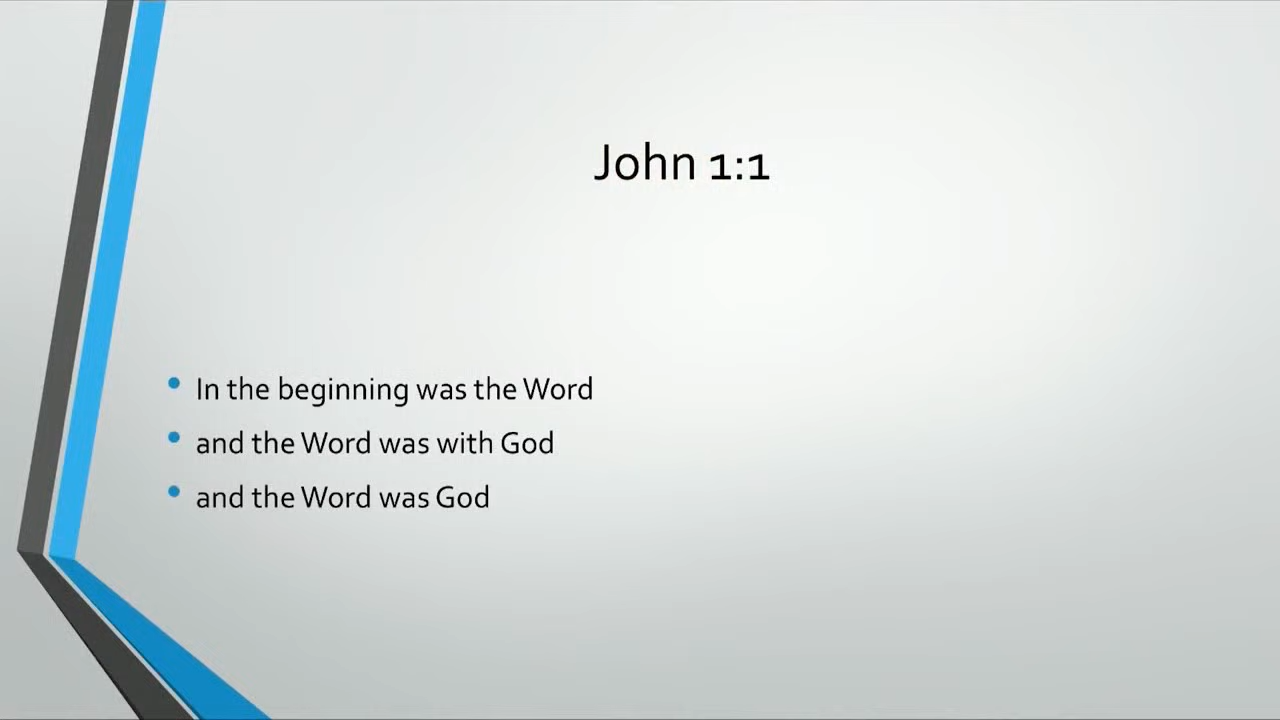 John 1:1
In the beginning was the Word
and the Word was with God
and the Word was God